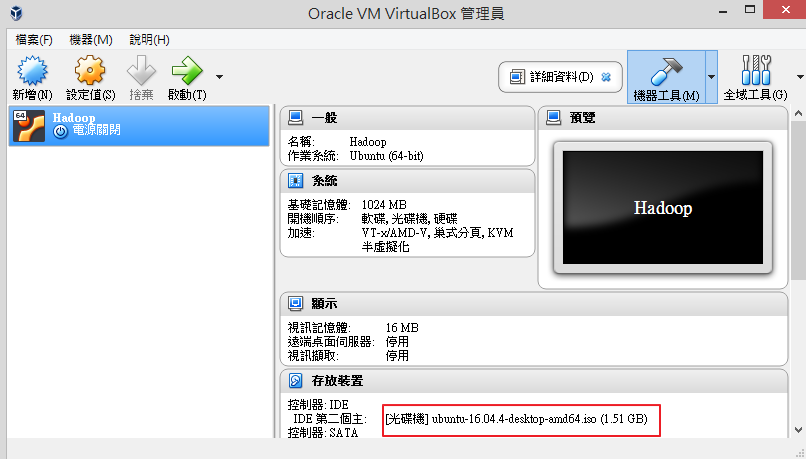 Oracle VM VirtualBox 管理員
檔案(F) 機器(M) 說明(H)
新增(N) 設定值(S) 捨棄 啟動(T) 詳細資料(D) 機器工具(M) 全域工具(G)
64
Hadoop
電源關閉
一般
名稱: Hadoop
作業系統: Ubuntu (64-bit)
系統
基礎記憶體: 1024 MB
開機順序: 軟碟, 光碟機, 硬碟
加速: VT-x/AMD-V, 巢式分頁, KVM
半虛擬化
預覽
Hadoop
顯示
視訊記憶體: 16 MB
遠端桌面伺服器: 停用
視訊擷取: 停用
存放裝置
控制器: IDE
IDE 第二個主: [光碟機] ubuntu-16.04.4-desktop-amd64.iso (1.51 GB)
控制器: SATA